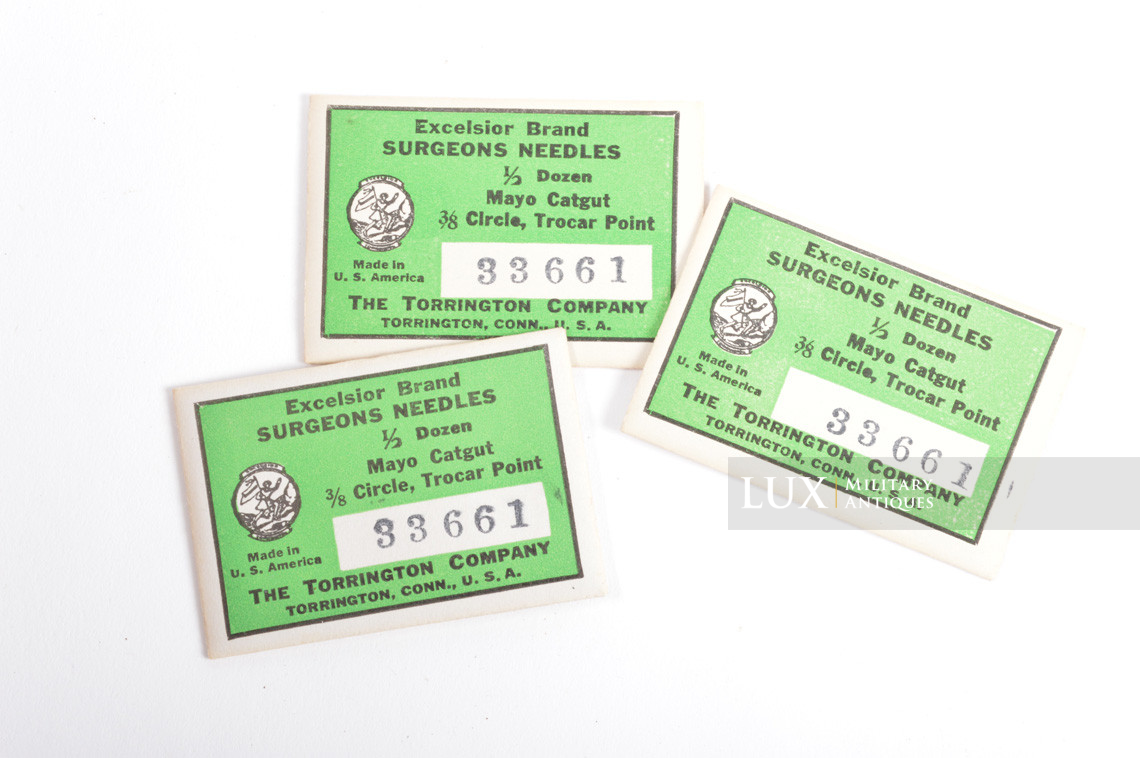 Excelsior Brand
SURGEONS NEEDLES
½ Dozen
Mayo Catgut
⅜ Circle, Trocar Point
Made in
U. S. America
33661
THE TORRINGTON COMPANY
TORRINGTON, CONN., U. S. A.
Excelsior Brand
SURGEONS NEEDLES
½ Dozen
Mayo Catgut
⅜ Circle, Trocar Point
Made in
U. S. America
33661
THE TORRINGTON COMPANY
TORRINGTON, CONN., U. S. A.
Excelsior Brand
SURGEONS NEEDLES
½ Dozen
Mayo Catgut
3/8 Circle, Trocar Point
Made in
U. S. America
33661
THE TORRINGTON COMPANY
TORRINGTON, CONN., U. S. A.
LUX MILITARY
ANTIQUES